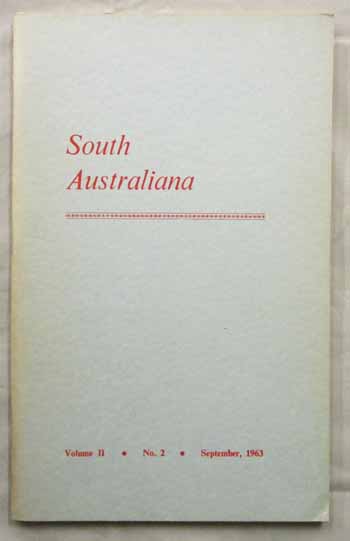 South
Australiana
Volume II • No. 2 • September, 1963